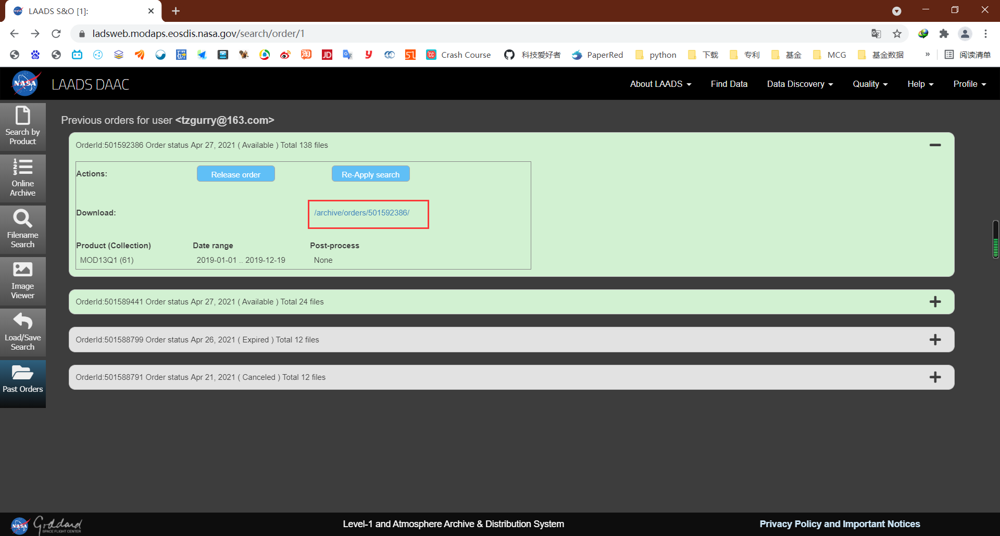 LAADS S&O [1]:
ladsweb.modaps.eosdis.nasa.gov/search/order/1
Crash Course 科技爱好者 PaperRed python 下载 专利 基金 MCG 基金数据 » 阅读清单
NASA LAADS DAAC About LAADS Find Data Data Discovery Quality Help Profile
Search by
Product
Online
Archive
Filename
Search
Image
Viewer
Load/Save
Search
Past Orders
Previous orders for user <tzgurry@163.com>
OrderId:501592386 Order status Apr 27, 2021 ( Available ) Total 138 files
Actions: Release order Re-Apply search
Download: /archive/orders/501592386/
Product (Collection) Date range Post-process
MOD13Q1 (61) 2019-01-01 .. 2019-12-19 None
OrderId:501589441 Order status Apr 27, 2021 ( Available ) Total 24 files
OrderId:501588799 Order status Apr 26, 2021 ( Expired ) Total 12 files
OrderId:501588791 Order status Apr 21, 2021 ( Canceled ) Total 12 files
NASA Goddard
SPACE FLIGHT CENTER
Level-1 and Atmosphere Archive & Distribution System
Privacy Policy and Important Notices